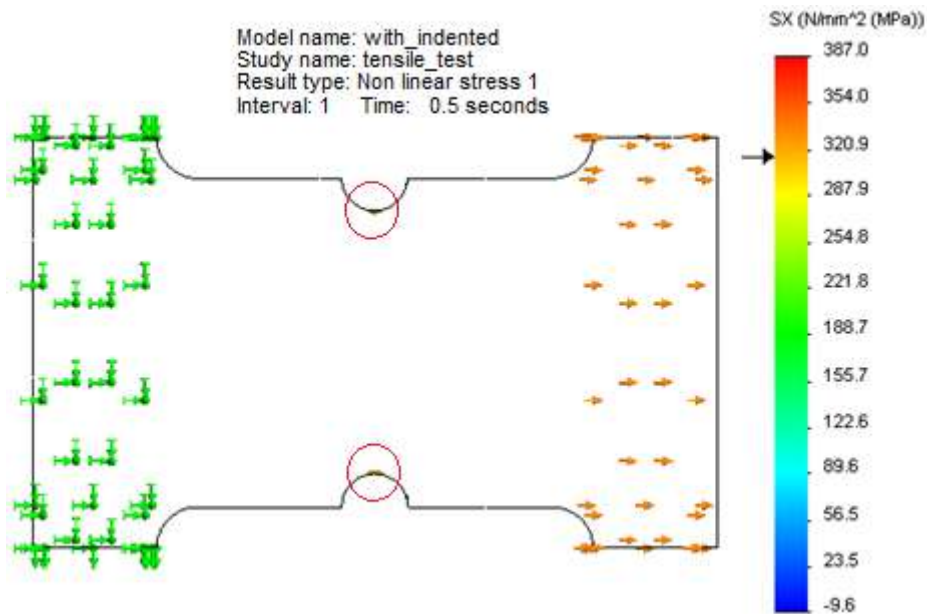 Model name: with_indented
Study name: tensile_test
Result type: Non linear stress 1
Interval: 1 Time: 0.5 seconds
SX (N/mm^2 (MPa))
387.0
354.0
320.9
287.9
254.8
221.8
188.7
155.7
122.6
89.6
56.5
23.5
-9.6